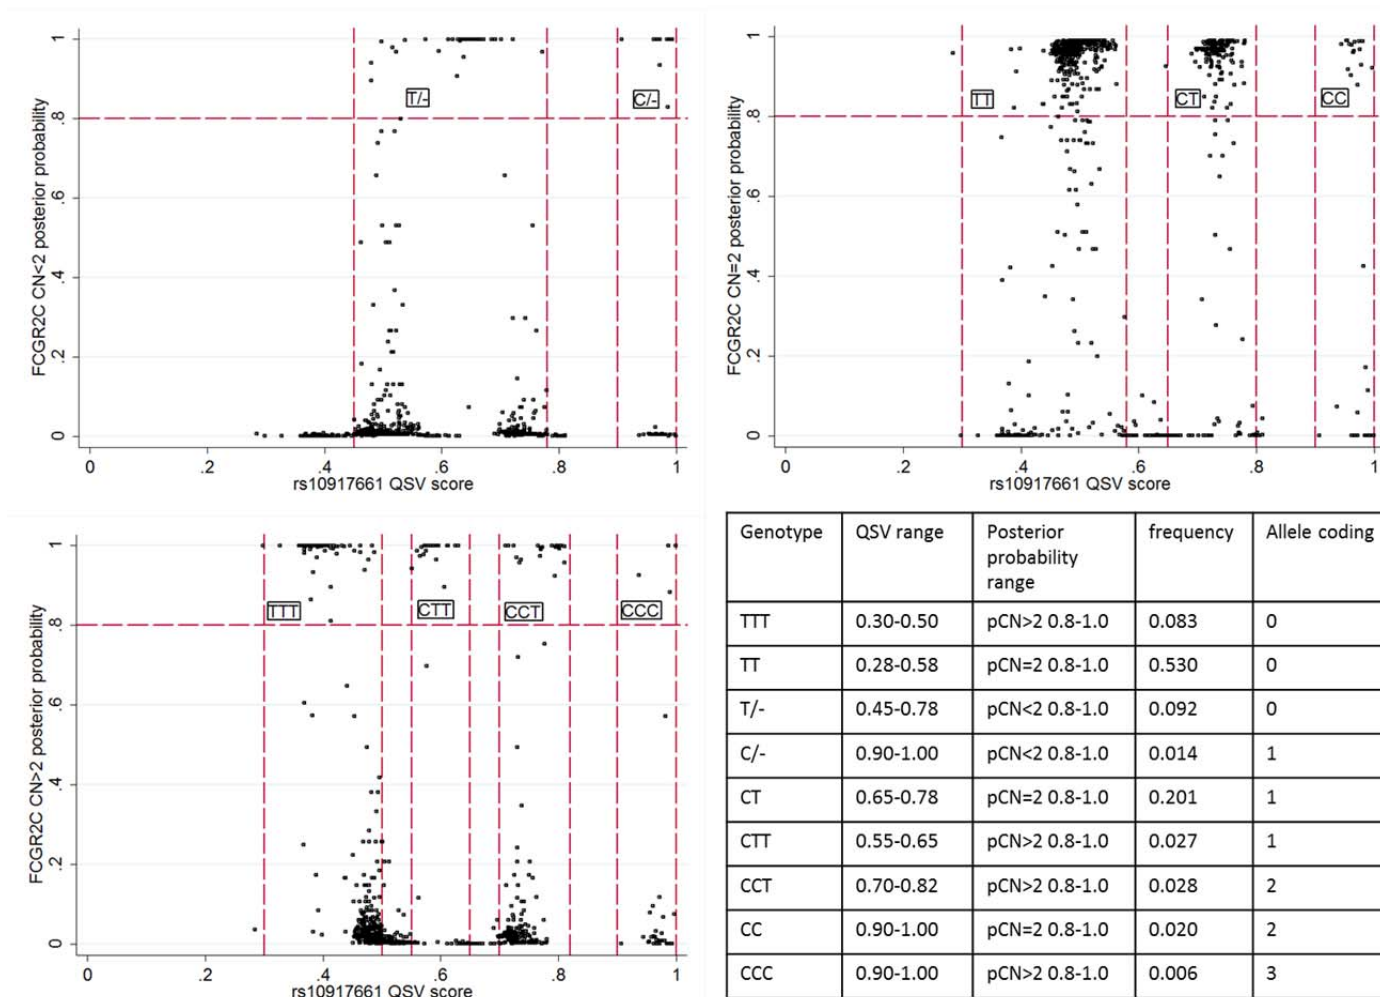 FCGR2C CN<2 posterior probability
1
.8
.6
.4
.2
0
T/-
C/-
0
.2
.4
.6
.8
1
rs10917661 QSV score
FCGR2C CN=2 posterior probability
1
.8
.6
.4
.2
0
TT
CT
CC
0
.2
.4
.6
.8
1
rs10917661 QSV score
FCGR2C CN>2 posterior probability
1
.8
.6
.4
.2
0
TTT
CTT
CCT
CCC
0
.2
.4
.6
.8
1
rs10917661 QSV score
Genotype QSV range Posterior probability range frequency Allele coding
TTT 0.30-0.50 pCN>2 0.8-1.0 0.083 0
TT 0.28-0.58 pCN=2 0.8-1.0 0.530 0
T/- 0.45-0.78 pCN<2 0.8-1.0 0.092 0
C/- 0.90-1.00 pCN<2 0.8-1.0 0.014 1
CT 0.65-0.78 pCN=2 0.8-1.0 0.201 1
CTT 0.55-0.65 pCN>2 0.8-1.0 0.027 1
CCT 0.70-0.82 pCN>2 0.8-1.0 0.028 2
CC 0.90-1.00 pCN=2 0.8-1.0 0.020 2
CCC 0.90-1.00 pCN>2 0.8-1.0 0.006 3